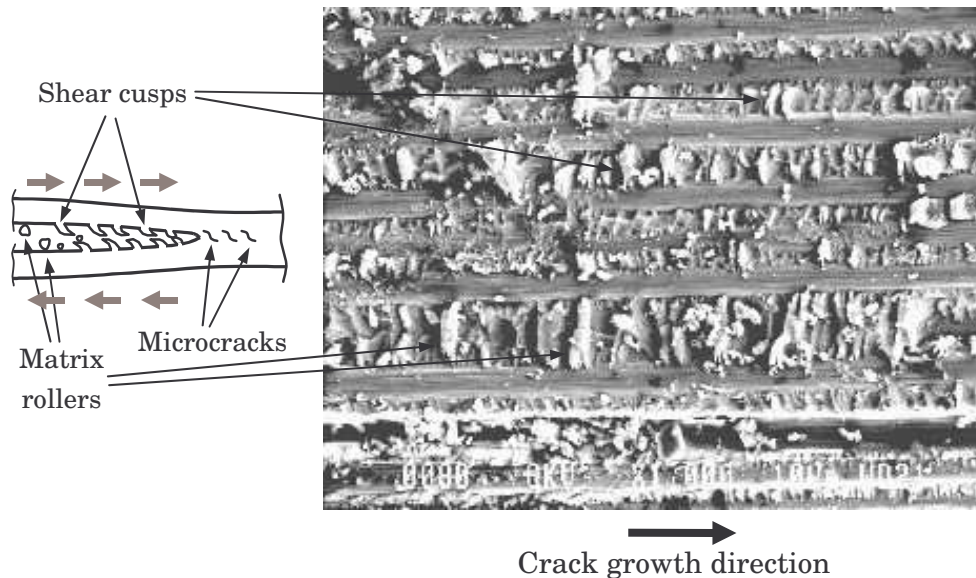 Shear cusps
Microcracks
Matrix
rollers
Crack growth direction